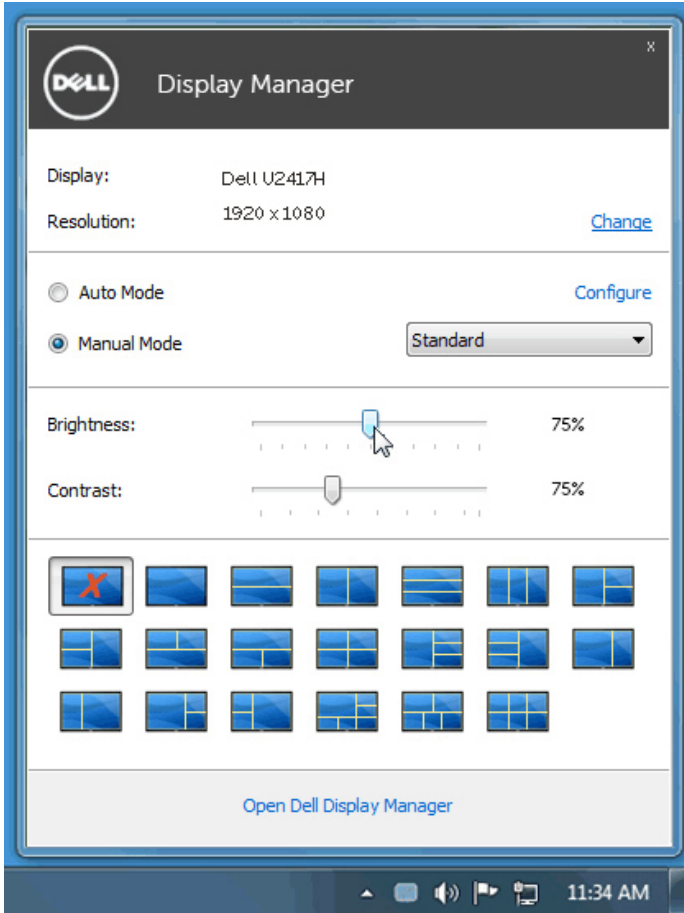 x
DELL
Display Manager
Display: Dell U2417H
Resolution: 1920 x 1080 Change
Auto Mode Configure
Manual Mode Standard
Brightness: 75%
Contrast: 75%
Open Dell Display Manager
11:34 AM